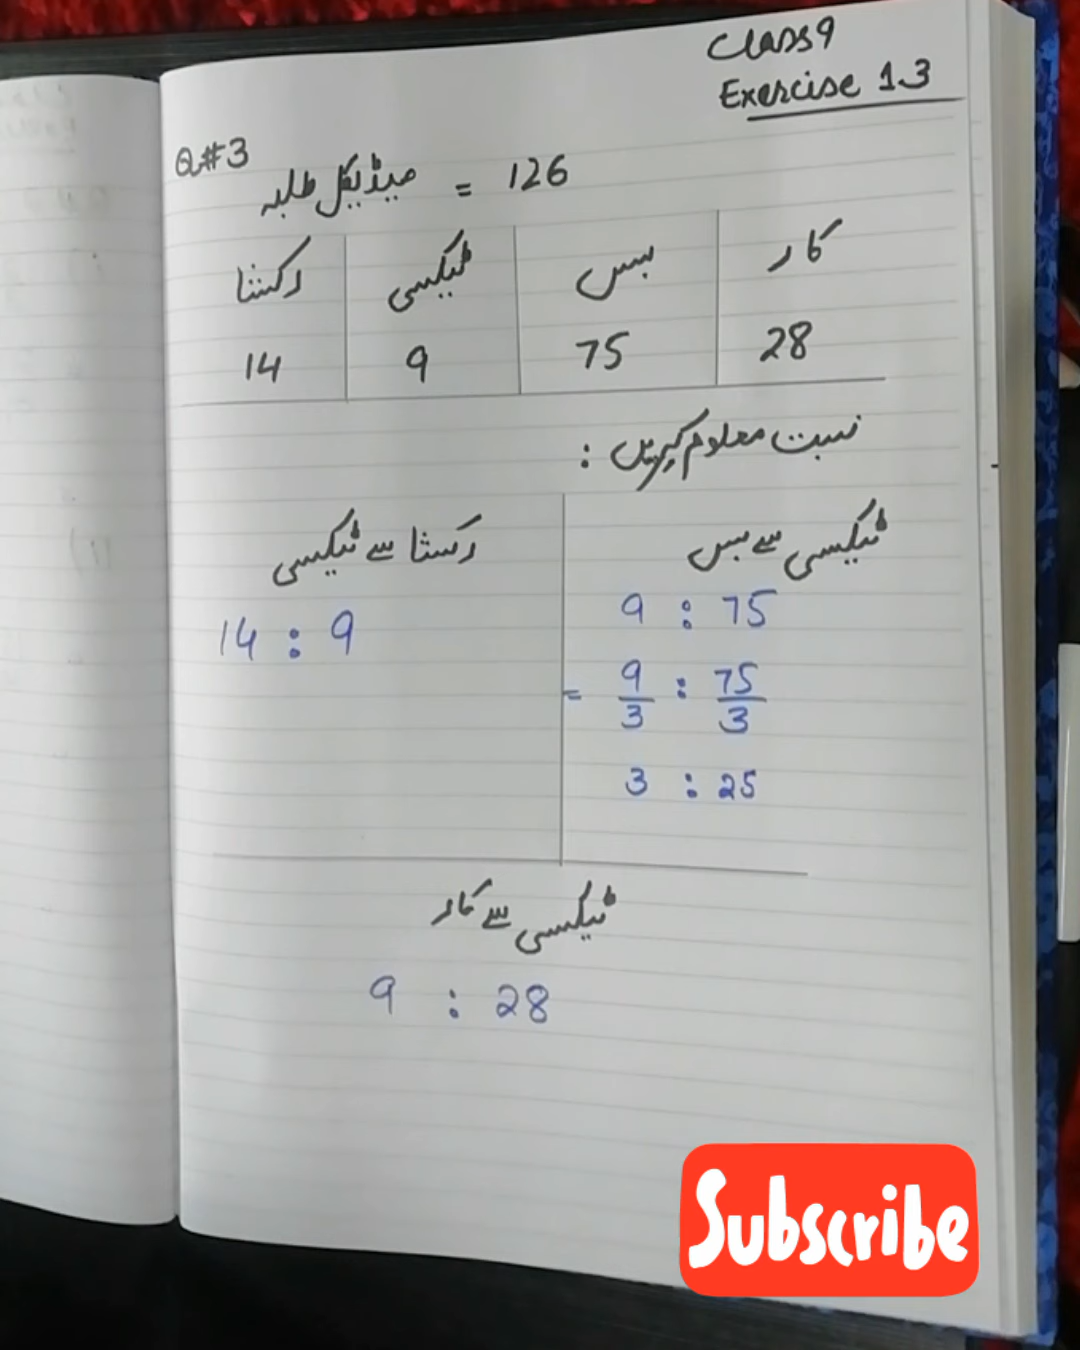 Class 9
Exercise 1.3
Q#3
میڈیکل طلبہ = 126
کار بس ٹیکسی رکشا
28 75 9 14
نسبت معلوم کریں :
ٹیکسی سے بس
9 : 75
= 9/3 : 75/3
3 : 25
رکشا سے ٹیکسی
14 : 9
ٹیکسی سے کار
9 : 28
Subscribe